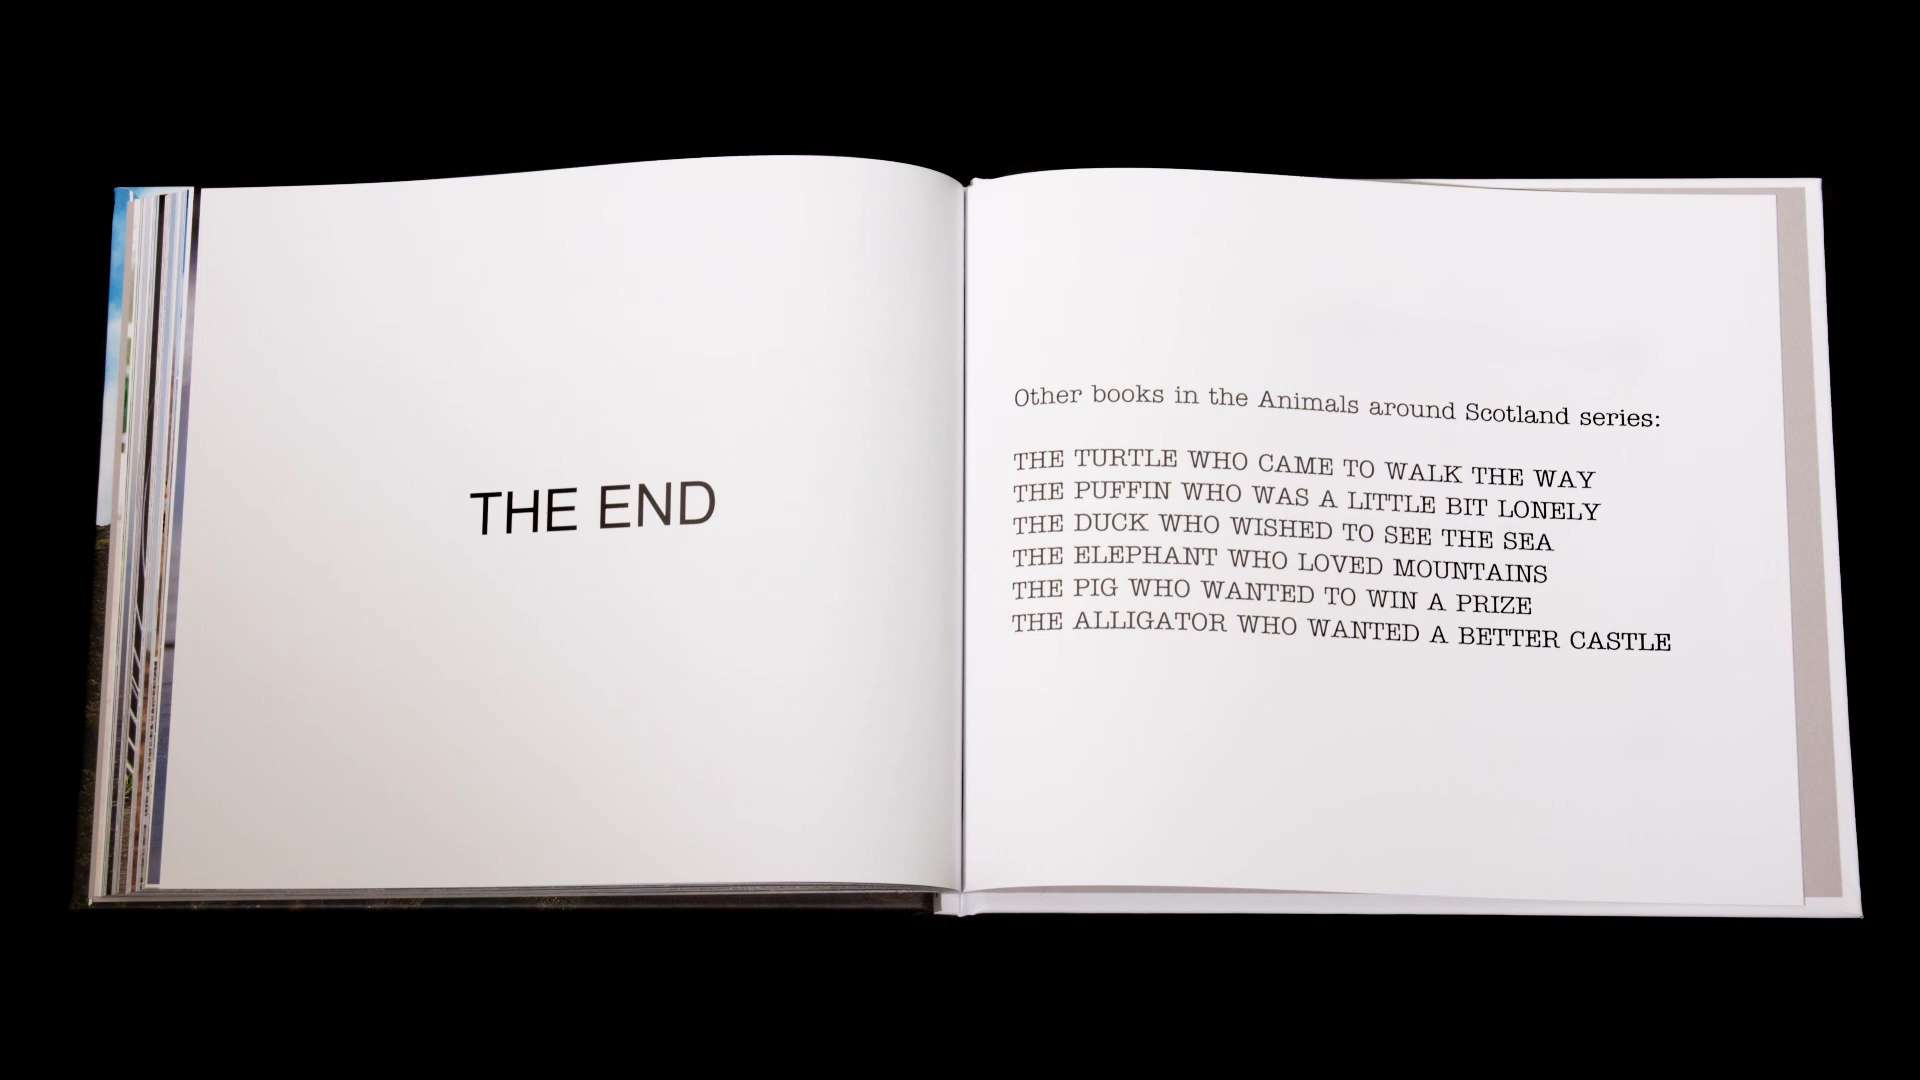 THE END
Other books in the Animals around Scotland series:
THE TURTLE WHO CAME TO WALK THE WAY
THE PUFFIN WHO WAS A LITTLE BIT LONELY
THE DUCK WHO WISHED TO SEE THE SEA
THE ELEPHANT WHO LOVED MOUNTAINS
THE PIG WHO WANTED TO WIN A PRIZE
THE ALLIGATOR WHO WANTED A BETTER CASTLE